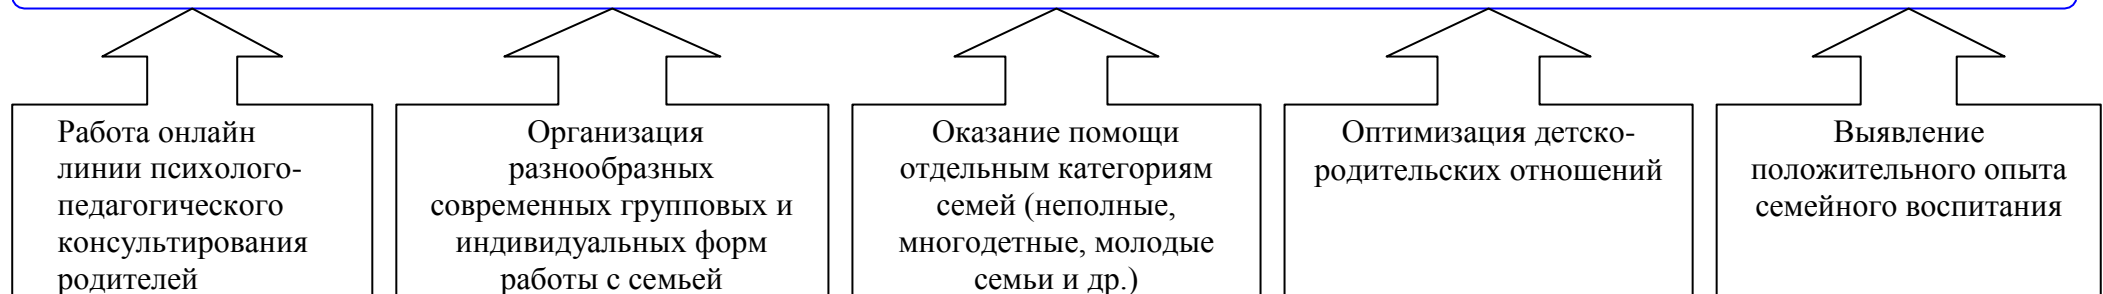 Работа онлайн
линии психолого-
педагогического
консультирования
родителей
Организация
разнообразных
современных групповых и
индивидуальных форм
работы с семьей
Оказание помощи
отдельным категориям
семей (неполные,
многодетные, молодые
семьи и др.)
Оптимизация детско-
родительских отношений
Выявление
положительного опыта
семейного воспитания